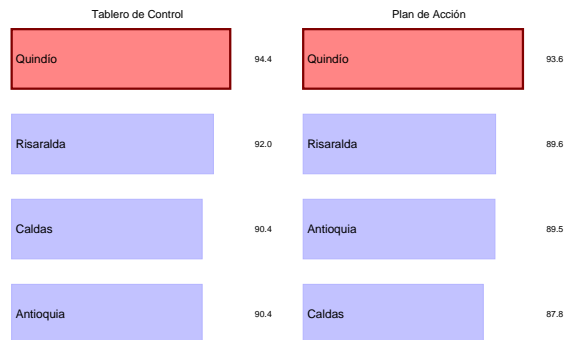 Tablero de Control Plan de Acción
Quindío 94.4 Quindío 93.6
Risaralda 92.0 Risaralda 89.6
Caldas 90.4 Antioquia 89.5
Antioquia 90.4 Caldas 87.8